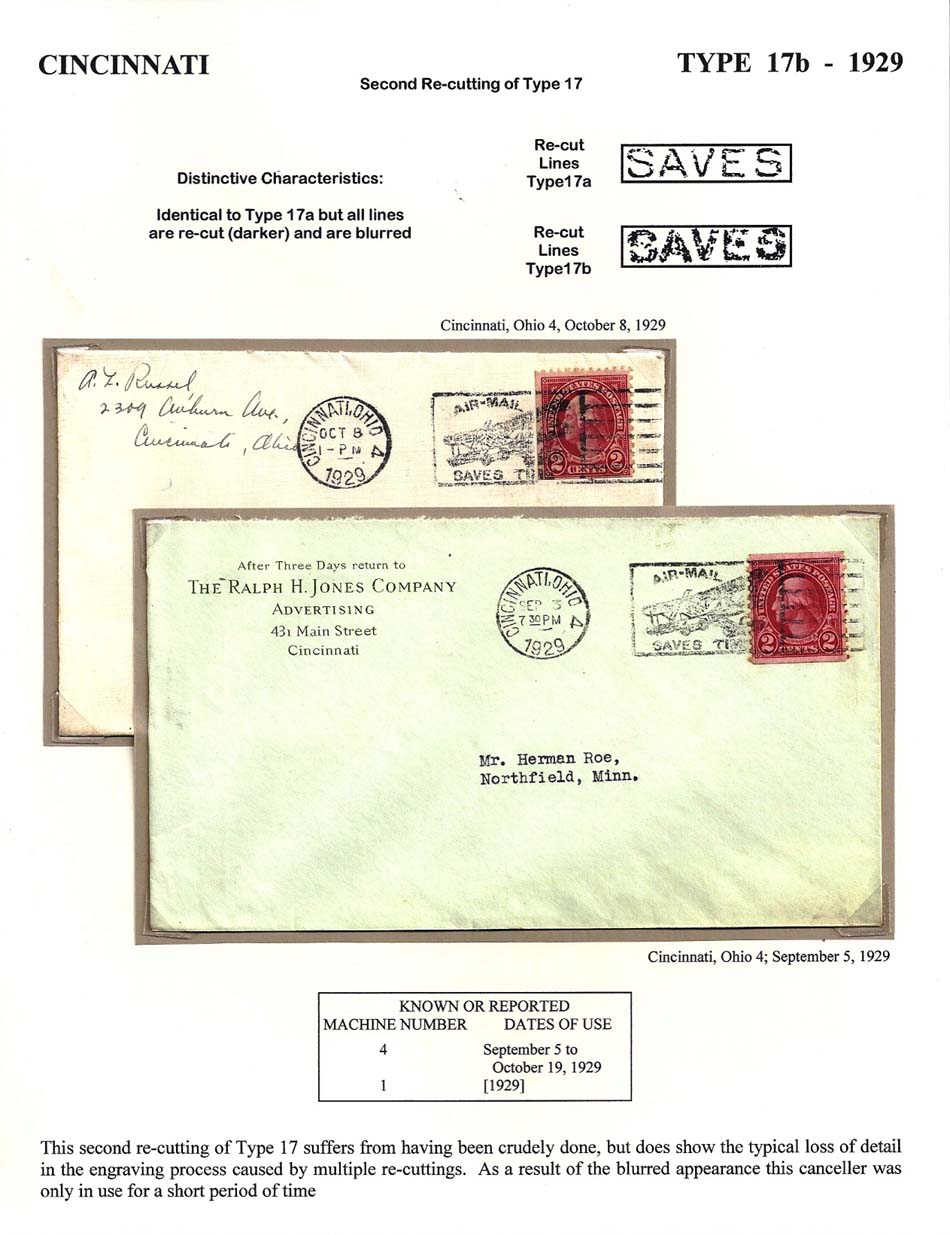 CINCINNATI
TYPE 17b - 1929
Second Re-cutting of Type 17
Distinctive Characteristics:
Identical to Type 17a but all lines
are re-cut (darker) and are blurred
Re-cut
Lines
Type17a
SAVES
Re-cut
Lines
Type17b
SAVES
Cincinnati, Ohio 4, October 8, 1929
A. Z. Russel
2309 Auburn Ave.,
Cincinnati, Ohio
CINCINNATI, OHIO 4
OCT 8
1 - PM
1929
AIR-MAIL
SAVES TIM
UNITED STATES POSTAGE
2 CENTS 2
After Three Days return to
THE RALPH H. JONES COMPANY
ADVERTISING
431 Main Street
Cincinnati
CINCINNATI, OHIO 4
SEP 5
7 30 PM
1929
AIR-MAIL
SAVES TIM
UNITED STATES POSTAGE
2 CENTS 2
Mr. Herman Roe,
Northfield, Minn.
Cincinnati, Ohio 4; September 5, 1929
KNOWN OR REPORTED
MACHINE NUMBER DATES OF USE
4 September 5 to
October 19, 1929
1 [1929]
This second re-cutting of Type 17 suffers from having been crudely done, but does show the typical loss of detail
in the engraving process caused by multiple re-cuttings. As a result of the blurred appearance this canceller was
only in use for a short period of time